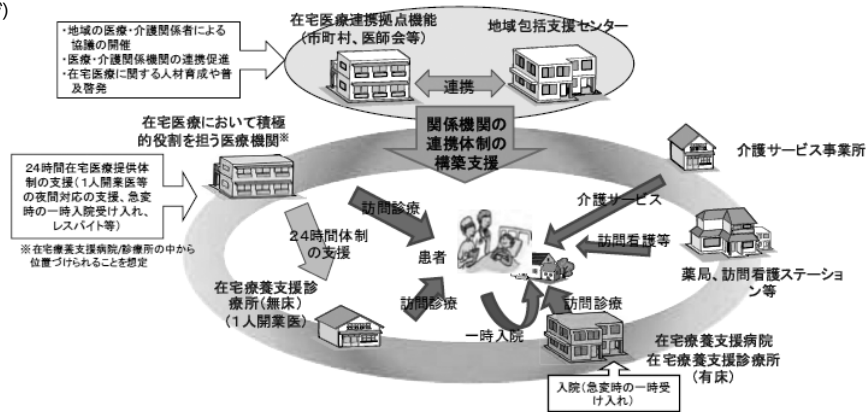 ・地域の医療・介護関係者による
協議の開催
・医療・介護関係機関の連携促進
・在宅医療に関する人材育成や普
及啓発
在宅医療連携拠点機能
（市町村、医師会等）
地域包括支援センター
連携
関係機関の
連携体制の
構築支援
在宅医療において積極
的役割を担う医療機関※
24時間在宅医療提供体
制の支援（1人開業医等
の夜間対応の支援、急変
時の一時入院受け入れ、
レスパイト等）
※在宅療養支援病院/診療所の中から
位置づけられることを想定
介護サービス事業所
訪問診療
介護サービス
24時間体制
の支援
患者
訪問看護等
薬局、訪問看護ステーショ
ン等
在宅療養支援診
療所（無床）
（1人開業医）
訪問診療
一時入院
訪問診療
在宅療養支援病院
在宅療養支援診療所
（有床）
入院（急変時の一時受
け入れ）